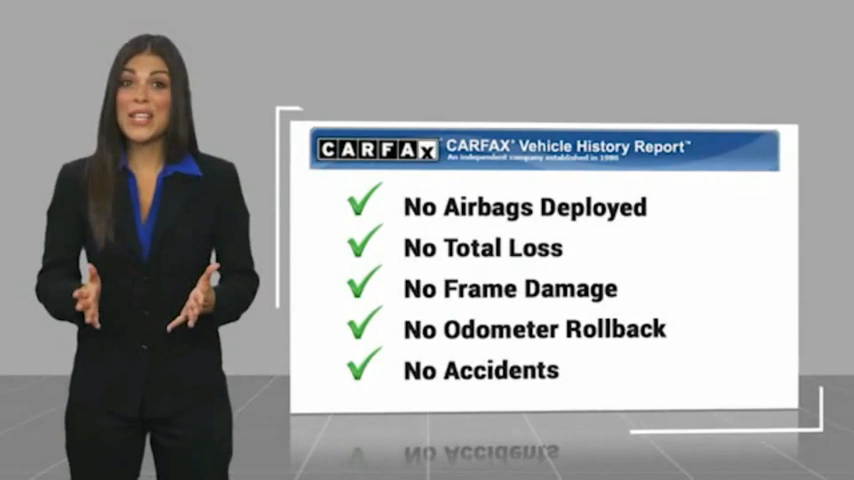 CARFAX CARFAX® Vehicle History Report™
An independent company established in 1986
No Airbags Deployed
No Total Loss
No Frame Damage
No Odometer Rollback
No Accidents
No Accidents